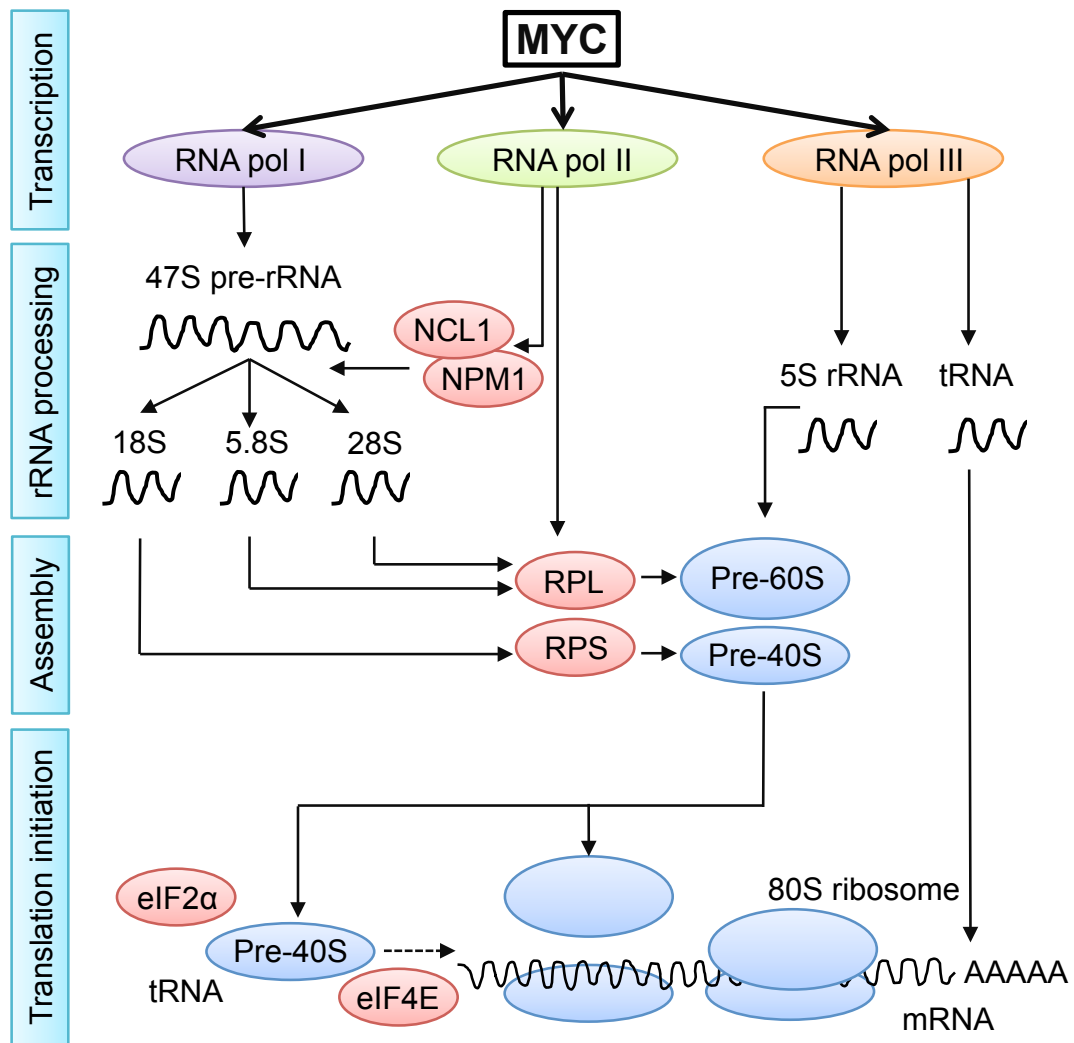 MYC
Transcription
RNA pol I
RNA pol II
RNA pol III
rRNA processing
47S pre-rRNA
NCL1
NPM1
5S rRNA
tRNA
18S
5.8S
28S
Assembly
RPL
Pre-60S
RPS
Pre-40S
Translation initiation
eIF2α
80S ribosome
Pre-40S
AAAAA
tRNA
eIF4E
mRNA